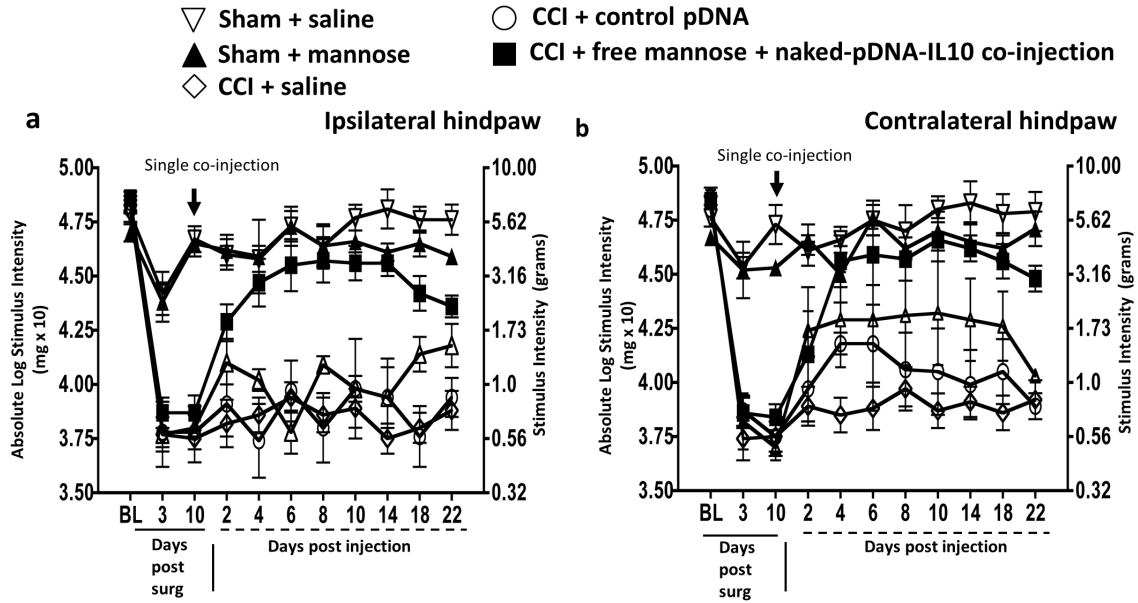 Sham + saline
CCI + control pDNA
Sham + mannose
CCI + free mannose + naked-pDNA-IL10 co-injection
CCI + saline
a
Ipsilateral hindpaw
Single co-injection
Absolute Log Stimulus Intensity
(mg x 10)
5.00
4.75
4.50
4.25
4.00
3.75
3.50
10.00
5.62
3.16
1.73
1.0
0.56
0.32
Stimulus Intensity (grams)
BL 3 10 2 4 6 8 10 14 18 22
Days
post
surg
Days post injection
b
Contralateral hindpaw
Single co-injection
Absolute Log Stimulus Intensity
(mg x 10)
5.00
4.75
4.50
4.25
4.00
3.75
3.50
10.00
5.62
3.16
1.73
1.0
0.56
0.32
Stimulus Intensity (grams)
BL 3 10 2 4 6 8 10 14 18 22
Days
post
surg
Days post injection